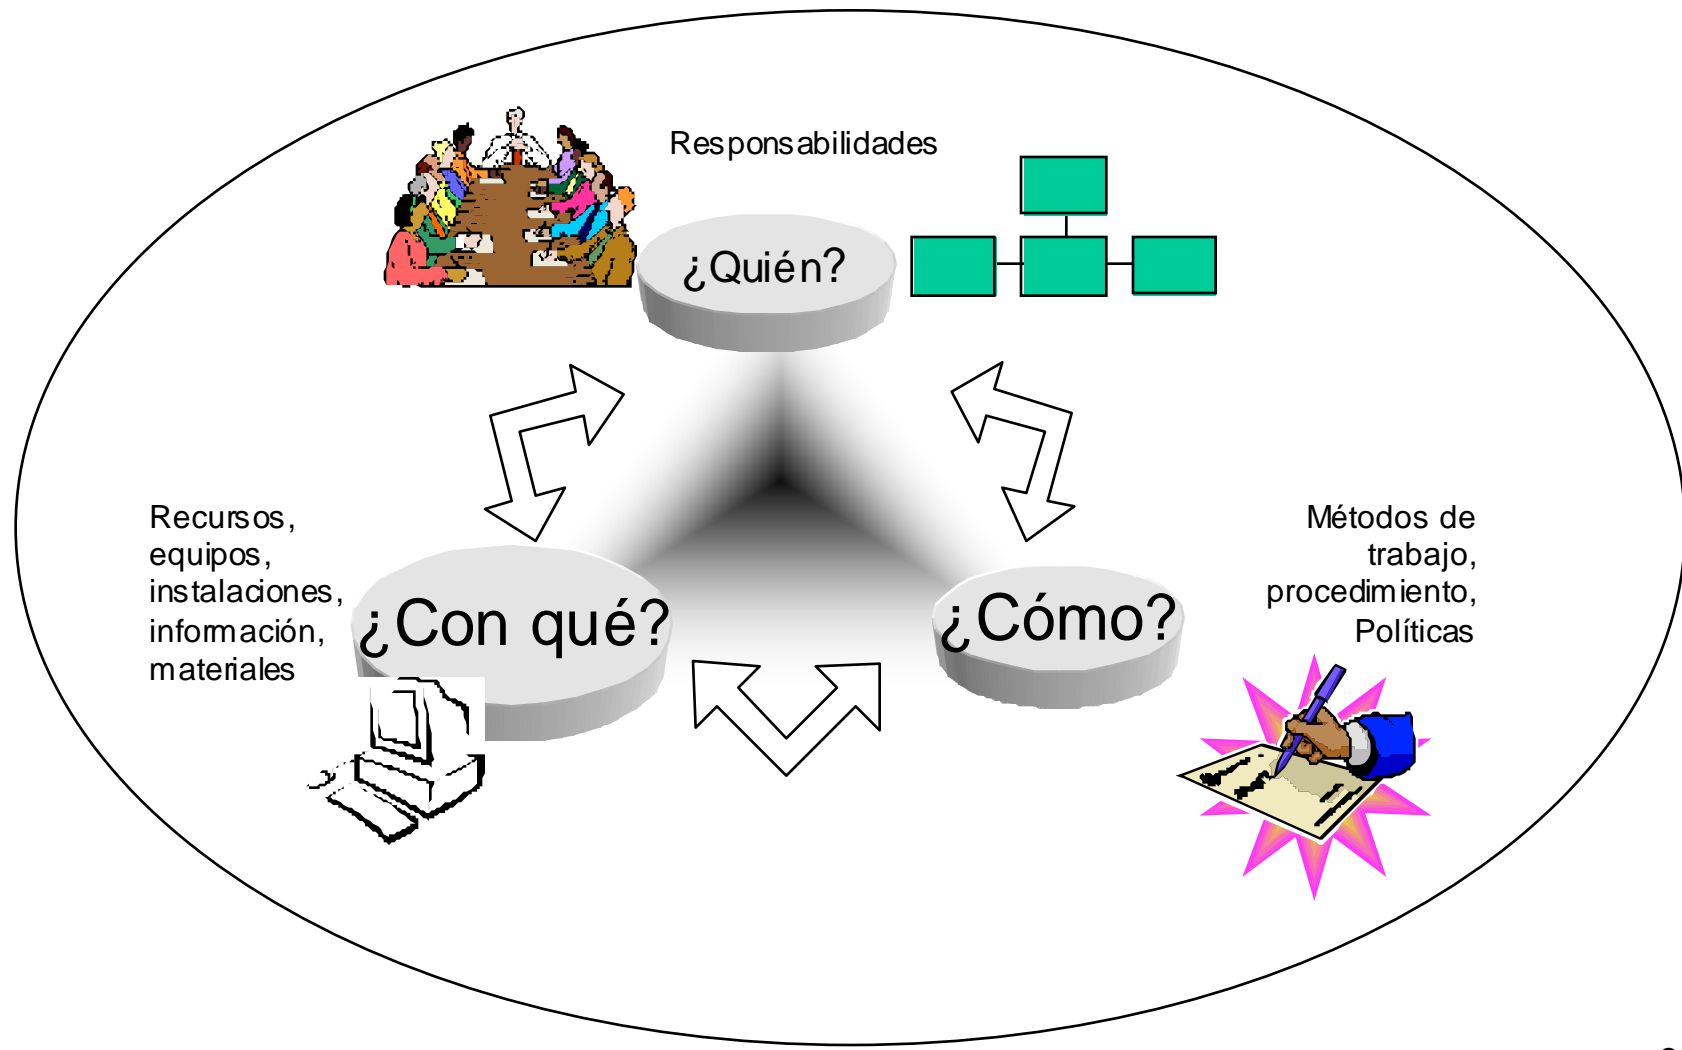 Responsabilidades
¿Quién?
Recursos,
equipos,
instalaciones,
información,
materiales
¿Con qué?
¿Cómo?
Métodos de
trabajo,
procedimiento,
Políticas